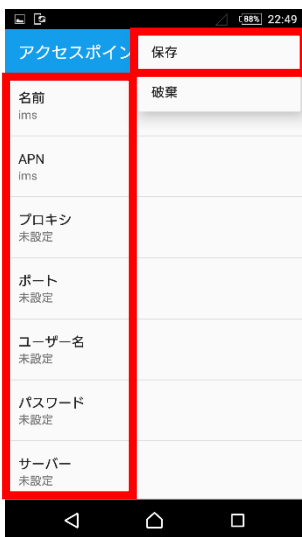 88% 22:49
アクセスポイン
保存
破棄
名前
ims
APN
ims
プロキシ
未設定
ポート
未設定
ユーザー名
未設定
パスワード
未設定
サーバー
未設定